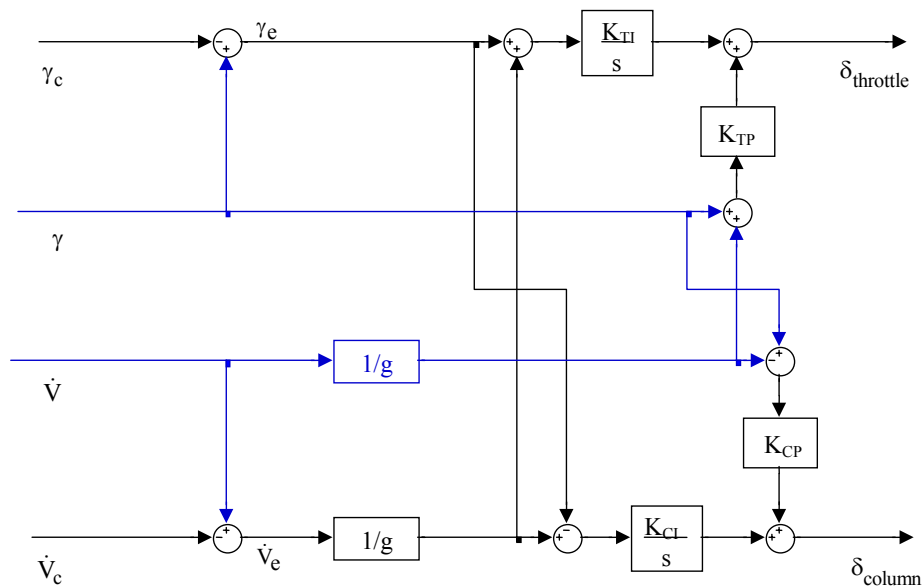 γe
KTI
s
γc
δthrottle
KTP
γ
1/g
V̇
KCP
KCI
s
V̇e
1/g
V̇c
δcolumn